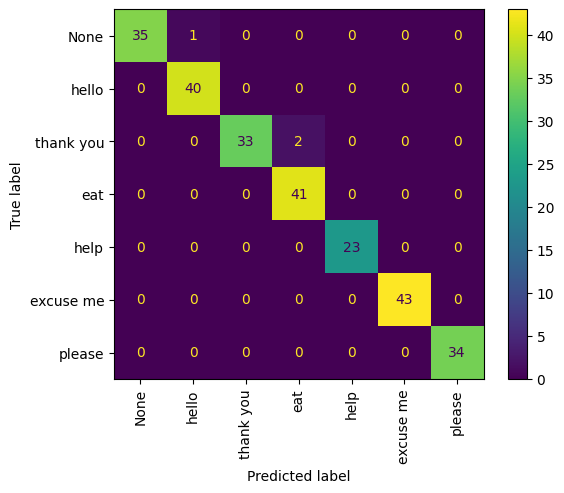 True label
None 35 1 0 0 0 0 0
hello 0 40 0 0 0 0 0
thank you 0 0 33 2 0 0 0
eat 0 0 0 41 0 0 0
help 0 0 0 0 23 0 0
excuse me 0 0 0 0 0 43 0
please 0 0 0 0 0 0 34
None hello thank you eat help excuse me please
Predicted label
40
35
30
25
20
15
10
5
0